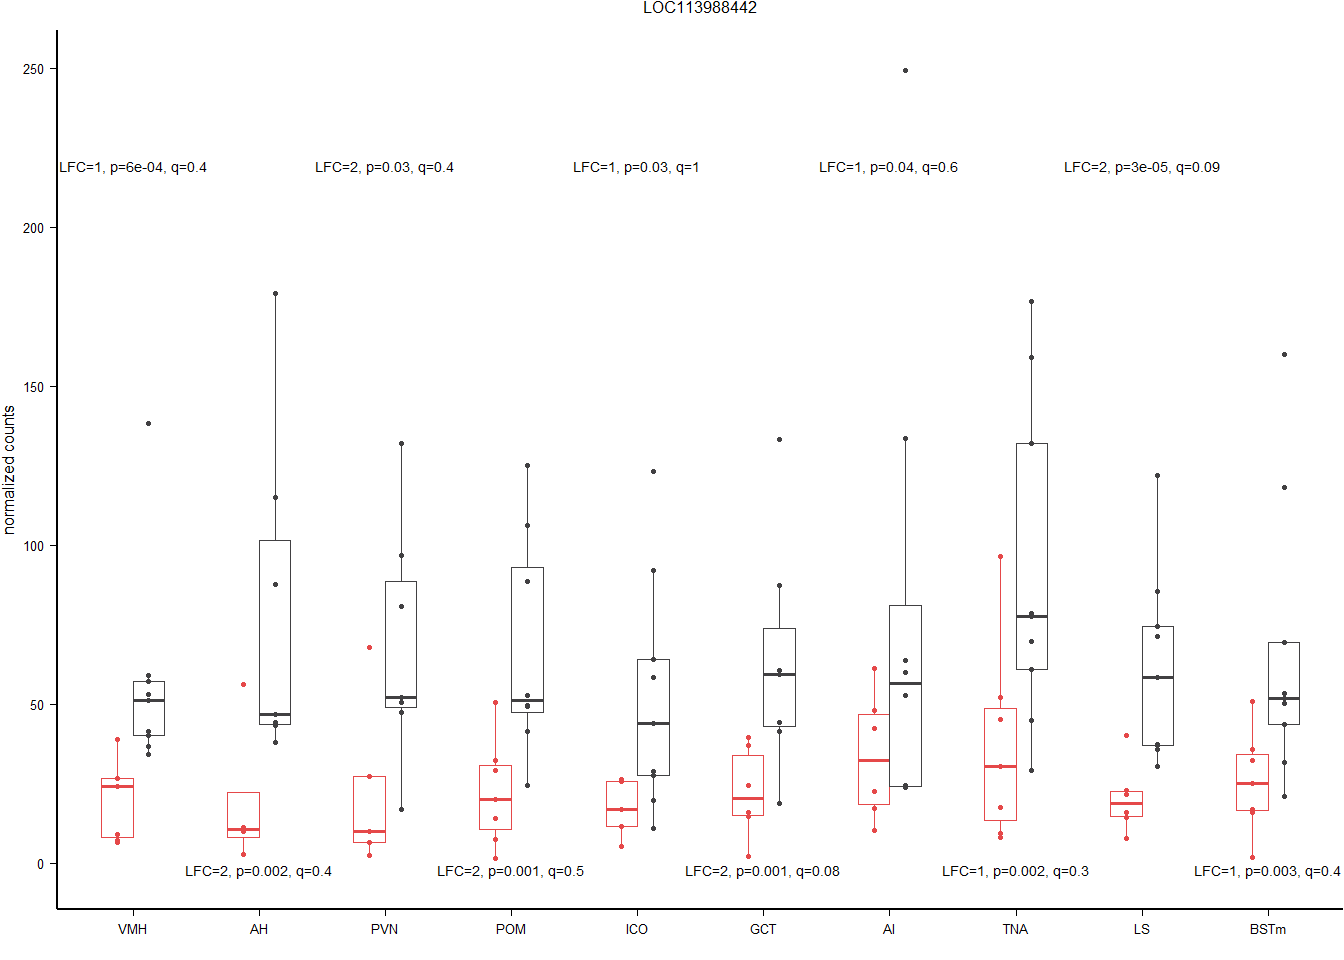 LOC113988442
250
LFC=1, p=6e-04, q=0.4
LFC=2, p=0.03, q=0.4
LFC=1, p=0.03, q=1
LFC=1, p=0.04, q=0.6
LFC=2, p=3e-05, q=0.09
200
150
normalized counts
100
50
0
LFC=2, p=0.002, q=0.4
LFC=2, p=0.001, q=0.5
LFC=2, p=0.001, q=0.08
LFC=1, p=0.002, q=0.3
LFC=1, p=0.003, q=0.4
VMH
AH
PVN
POM
ICO
GCT
AI
TNA
LS
BSTm